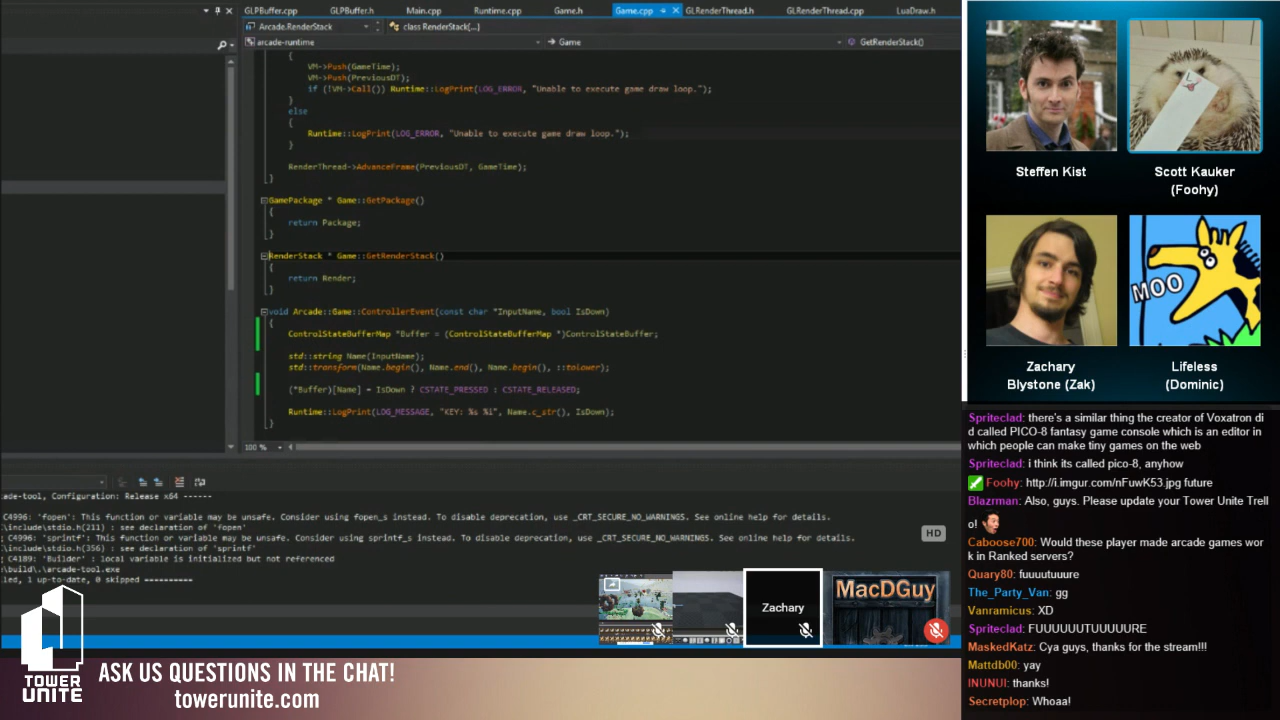 GLPBuffer.cpp GLPBuffer.h Main.cpp Runtime.cpp Game.h Game.cpp GLRenderThread.h GLRenderThread.cpp LuaDraw.h
Arcade.RenderStack class RenderStack{...}
arcade-runtime Game GetRenderStack()
{
VM->Push(GameTime);
VM->Push(PreviousDT);
if (!VM->Call()) Runtime::LogPrint(LOG_ERROR, "Unable to execute game draw loop.");
}
else
{
Runtime::LogPrint(LOG_ERROR, "Unable to execute game draw loop.");
}
RenderThread->AdvanceFrame(PreviousDT, GameTime);
}
GamePackage * Game::GetPackage()
{
return Package;
}
RenderStack * Game::GetRenderStack()
{
return Render;
}
void Arcade::Game::ControllerEvent(const char *InputName, bool IsDown)
{
ControlStateBufferMap *Buffer = (ControlStateBufferMap *)ControlStateBuffer;
std::string Name(InputName);
std::transform(Name.begin(), Name.end(), Name.begin(), ::tolower);
(*Buffer)[Name] = IsDown ? CSTATE_PRESSED : CSTATE_RELEASED;
Runtime::LogPrint(LOG_MESSAGE, "KEY: %s %i", Name.c_str(), IsDown);
}
100 %
ade-tool, Configuration: Release x64 ------
C4996: 'fopen': This function or variable may be unsafe. Consider using fopen_s instead. To disable deprecation, use _CRT_SECURE_NO_WARNINGS. See online help for details.
\include\stdio.h(211) : see declaration of 'fopen'
C4996: 'sprintf': This function or variable may be unsafe. Consider using sprintf_s instead. To disable deprecation, use _CRT_SECURE_NO_WARNINGS. See online help for details.
\include\stdio.h(356) : see declaration of 'sprintf'
C4189: 'Builder' : local variable is initialized but not referenced
\build\.\arcade-tool.exe
led, 1 up-to-date, 0 skipped ==========
HD
Zachary
MacDGuy
TOWER
UNITE
ASK US QUESTIONS IN THE CHAT!
towerunite.com
Steffen Kist
Scott Kauker
(Foohy)
MOO
Zachary
Blystone (Zak)
Lifeless
(Dominic)
Spriteclad: there's a similar thing the creator of Voxatron di
d called PICO-8 fantasy game console which is an editor in
which people can make tiny games on the web
Spriteclad: i think its called pico-8, anyhow
Foohy: http://i.imgur.com/nFuwK53.jpg future
Blazrman: Also, guys. Please update your Tower Unite Trell
o!
Caboose700: Would these player made arcade games wor
k in Ranked servers?
Quary80: fuuuutuuure
The_Party_Van: gg
Vanramicus: XD
Spriteclad: FUUUUUUTUUUUURE
MaskedKatz: Cya guys, thanks for the stream!!!
Mattdb00: yay
INUNUI: thanks!
Secretplop: Whoaa!